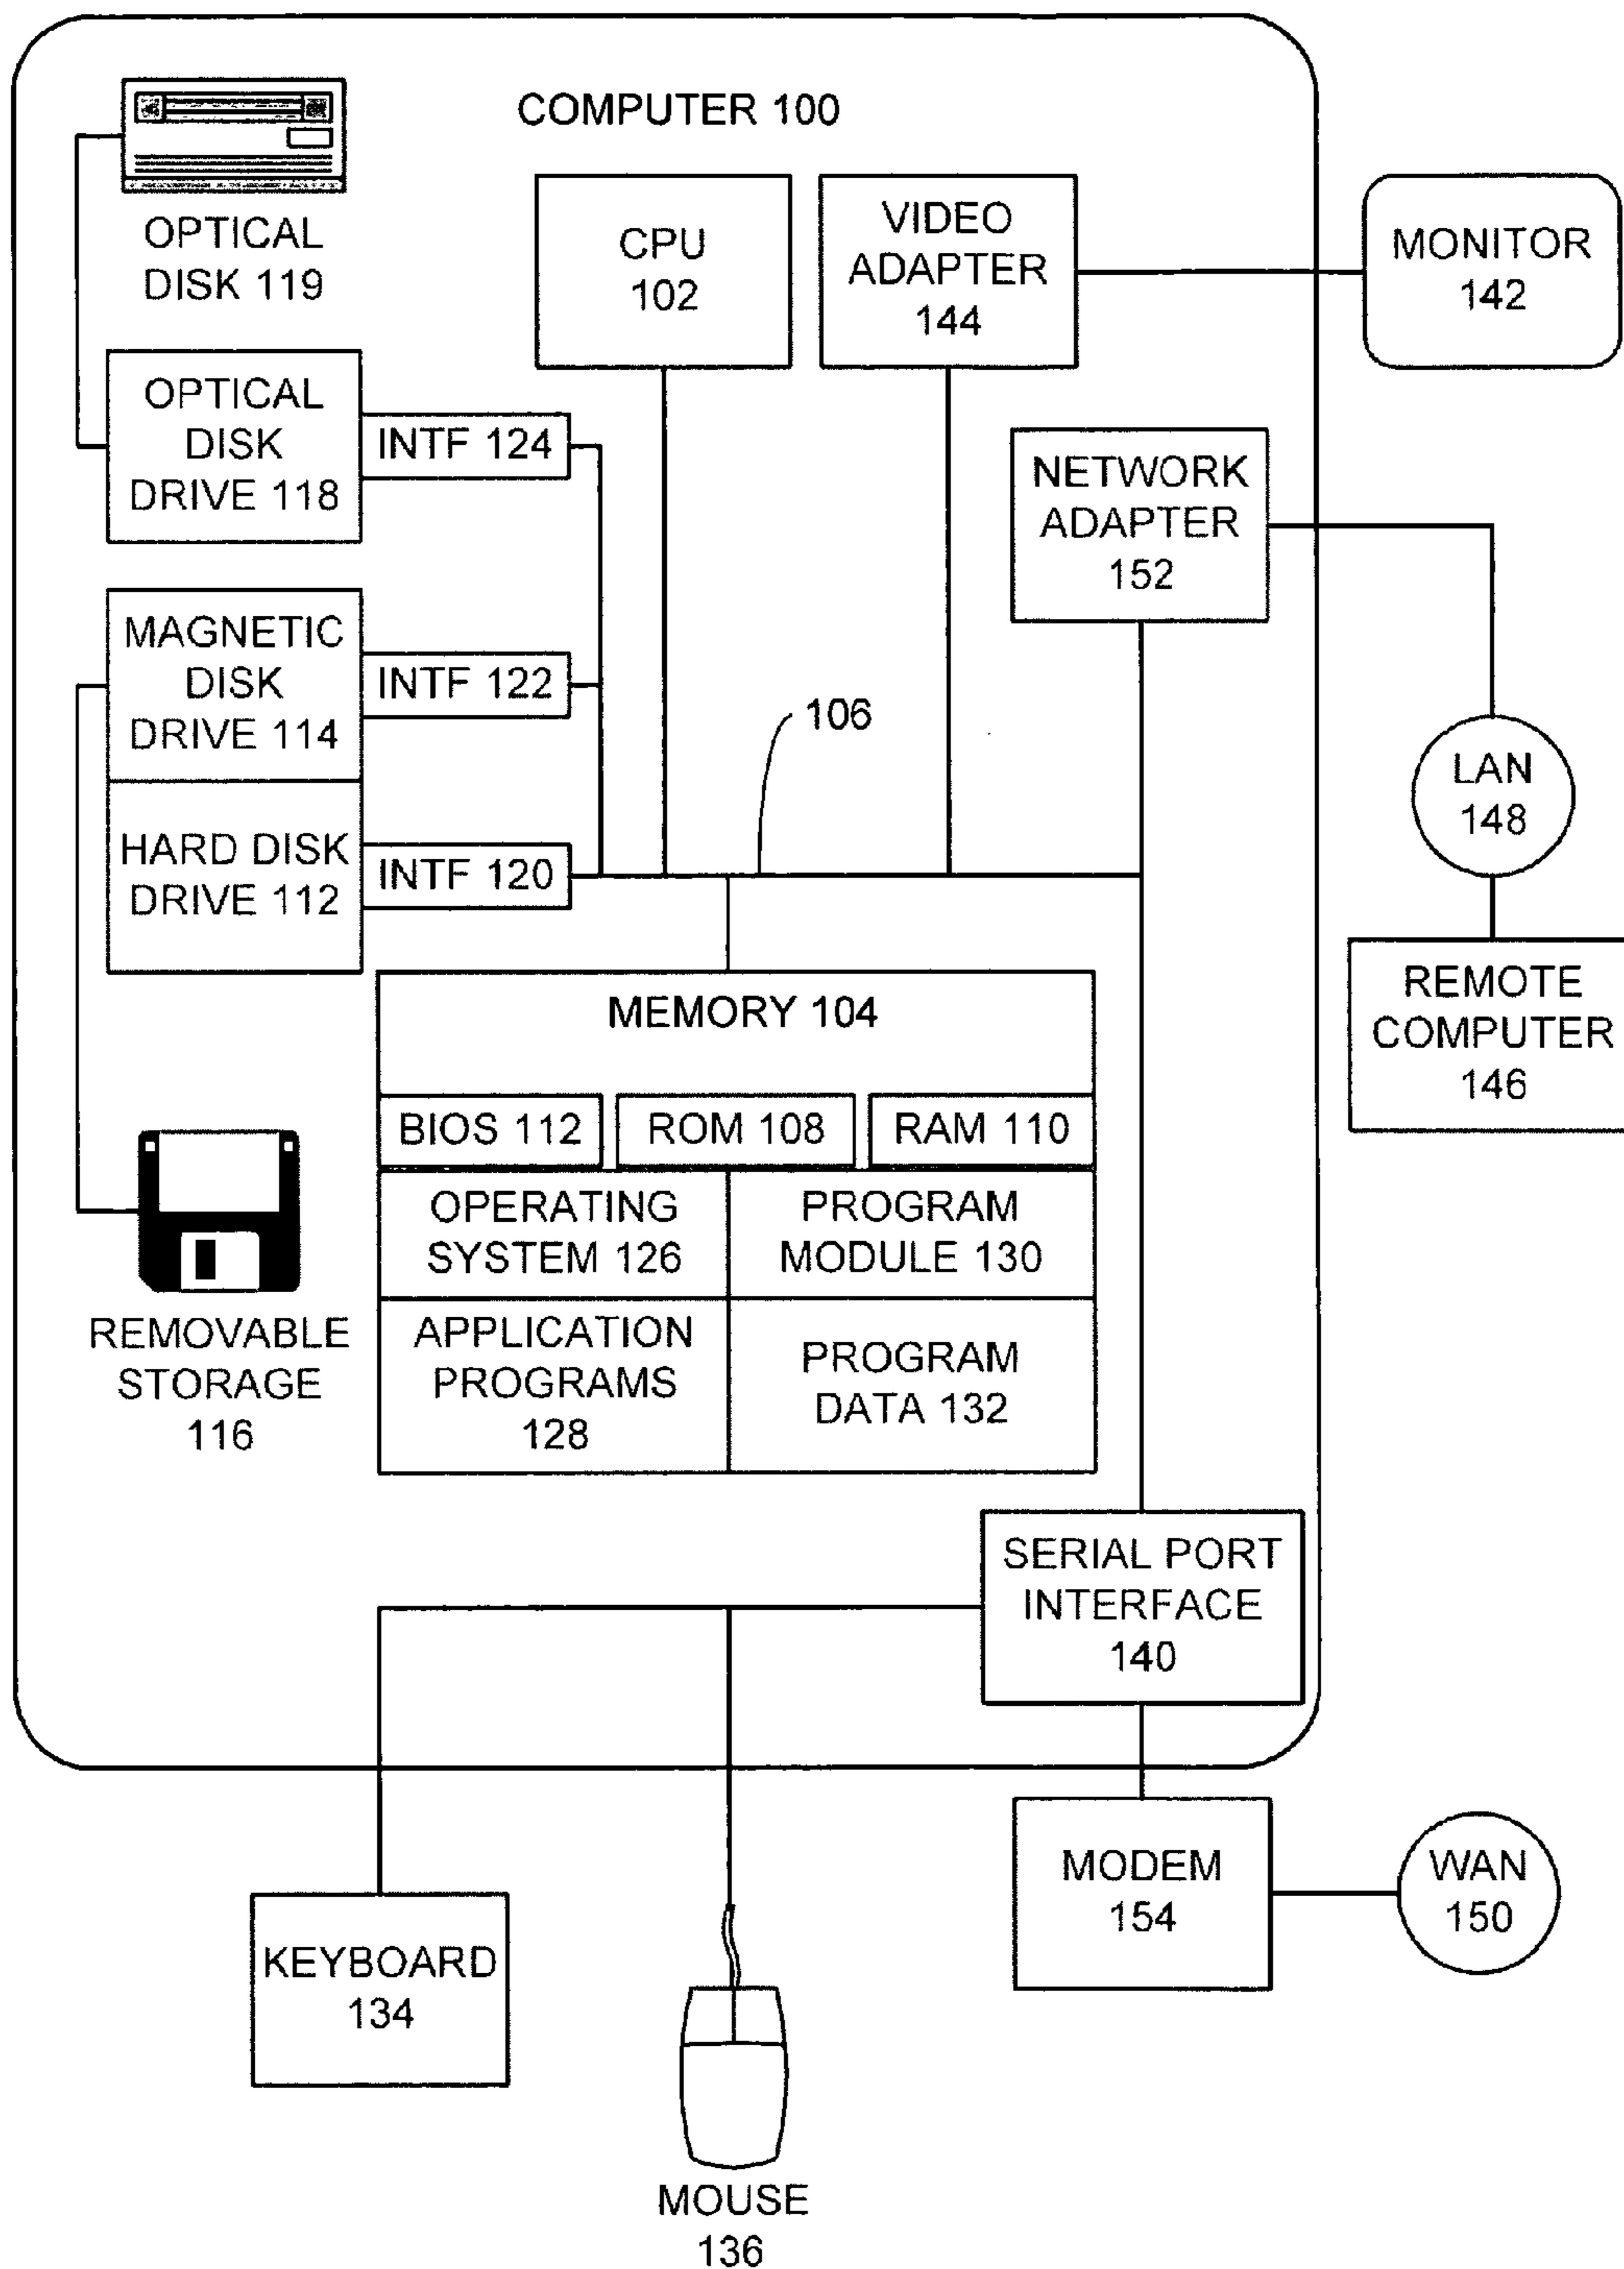 COMPUTER 100
OPTICAL
DISK 119
CPU
102
VIDEO
ADAPTER
144
MONITOR
142
OPTICAL
DISK
DRIVE 118
INTF 124
NETWORK
ADAPTER
152
MAGNETIC
DISK
DRIVE 114
INTF 122
106
LAN
148
HARD DISK
DRIVE 112
INTF 120
REMOTE
COMPUTER
146
MEMORY 104
BIOS 112
ROM 108
RAM 110
OPERATING
SYSTEM 126
PROGRAM
MODULE 130
REMOVABLE
STORAGE
116
APPLICATION
PROGRAMS
128
PROGRAM
DATA 132
SERIAL PORT
INTERFACE
140
MODEM
154
WAN
150
KEYBOARD
134
MOUSE
136